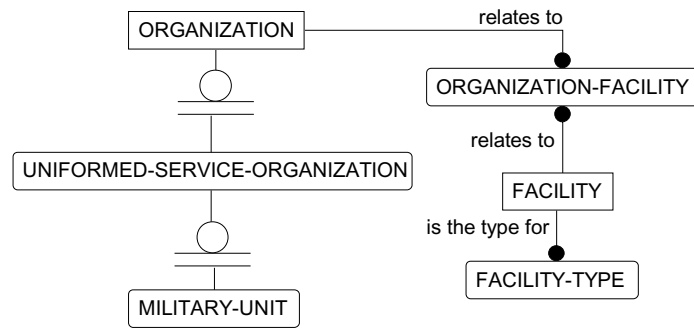 relates to
ORGANIZATION
ORGANIZATION-FACILITY
relates to
UNIFORMED-SERVICE-ORGANIZATION
FACILITY
is the type for
FACILITY-TYPE
MILITARY-UNIT